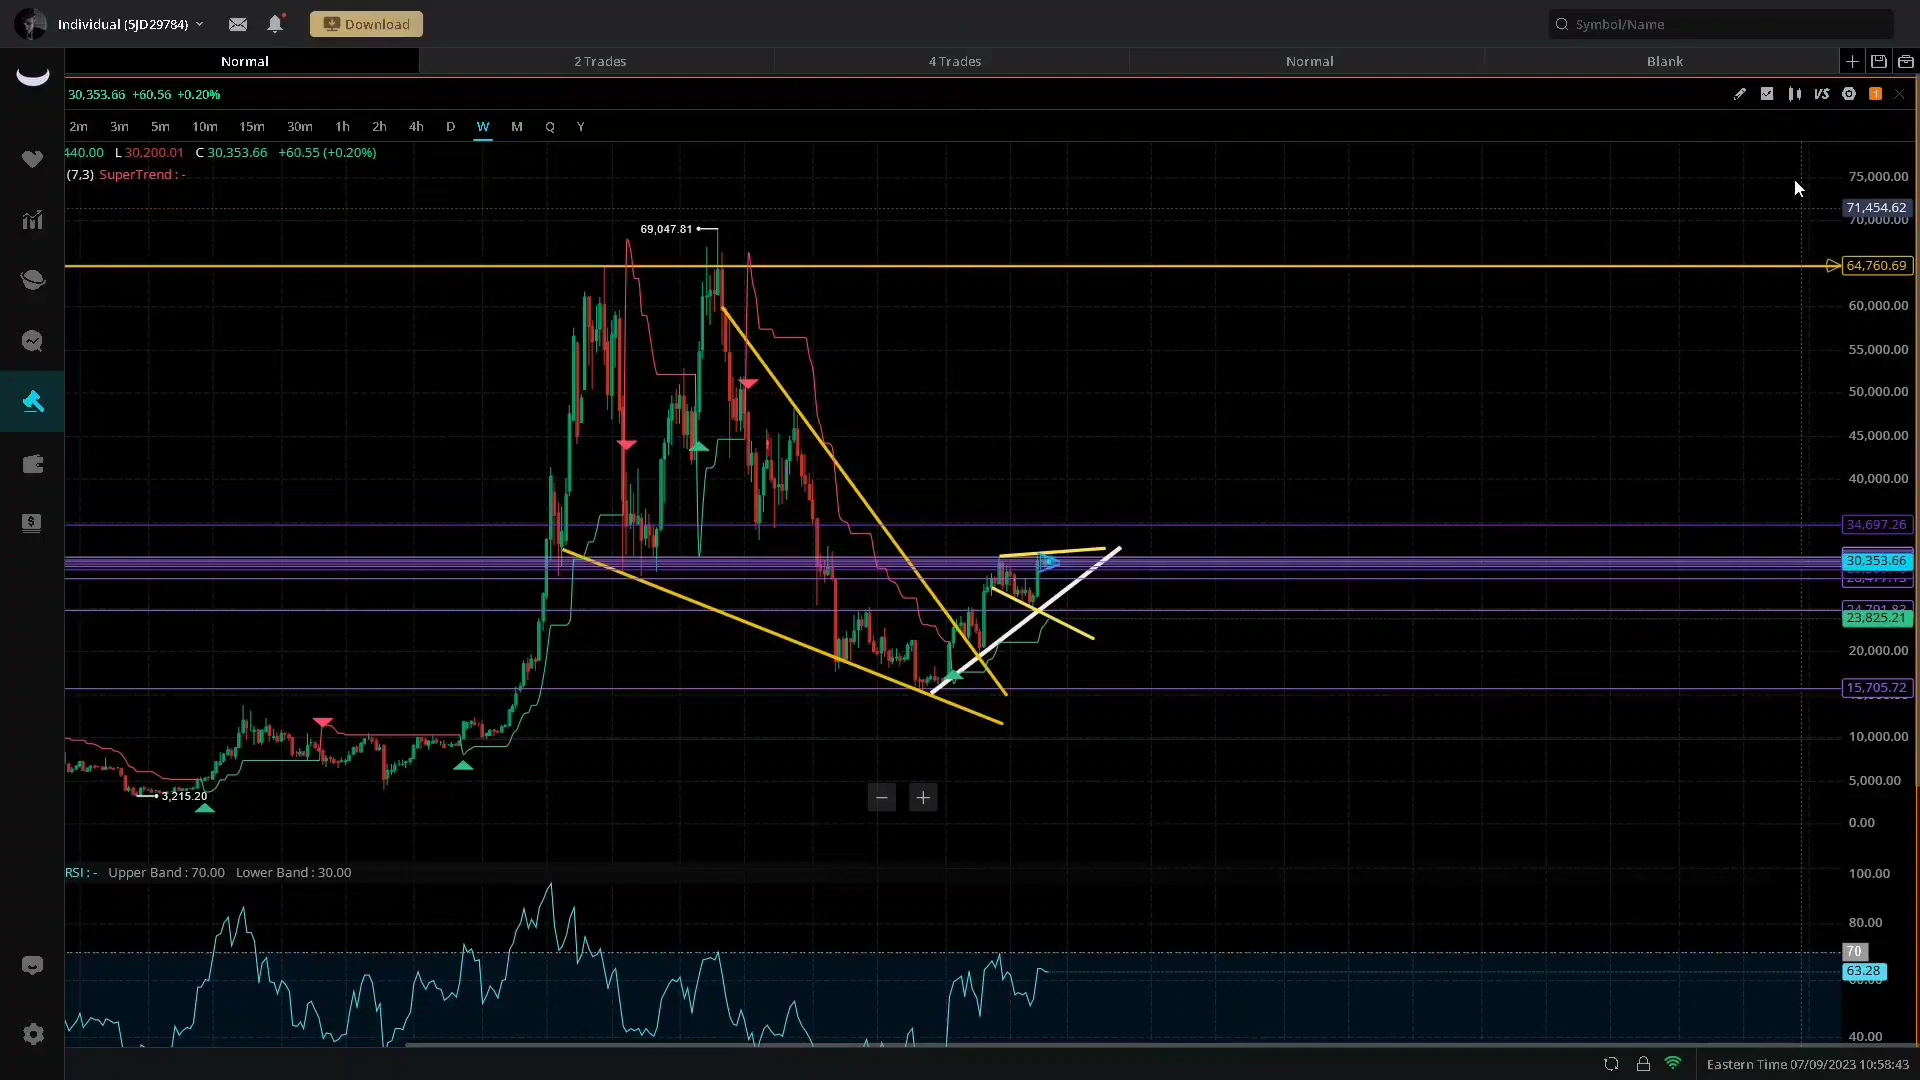 Individual (5JD29784)
Download
Symbol/Name
Normal
2 Trades
4 Trades
Normal
Blank
30,353.66 +60.56 +0.20%
VS
1
2m 3m 5m 10m 15m 30m 1h 2h 4h D W M Q Y
440.00 L 30,200.01 C 30,353.66 +60.55 (+0.20%)
(7,3) SuperTrend : -
75,000.00
71,454.62
70,000.00
69,047.81
64,760.69
60,000.00
55,000.00
50,000.00
45,000.00
40,000.00
34,697.26
30,353.66
23,825.21
20,000.00
15,705.72
10,000.00
5,000.00
3,215.20
0.00
RSI : - Upper Band : 70.00 Lower Band : 30.00
100.00
80.00
70
63.28
40.00
Eastern Time 07/09/2023 10:58:43